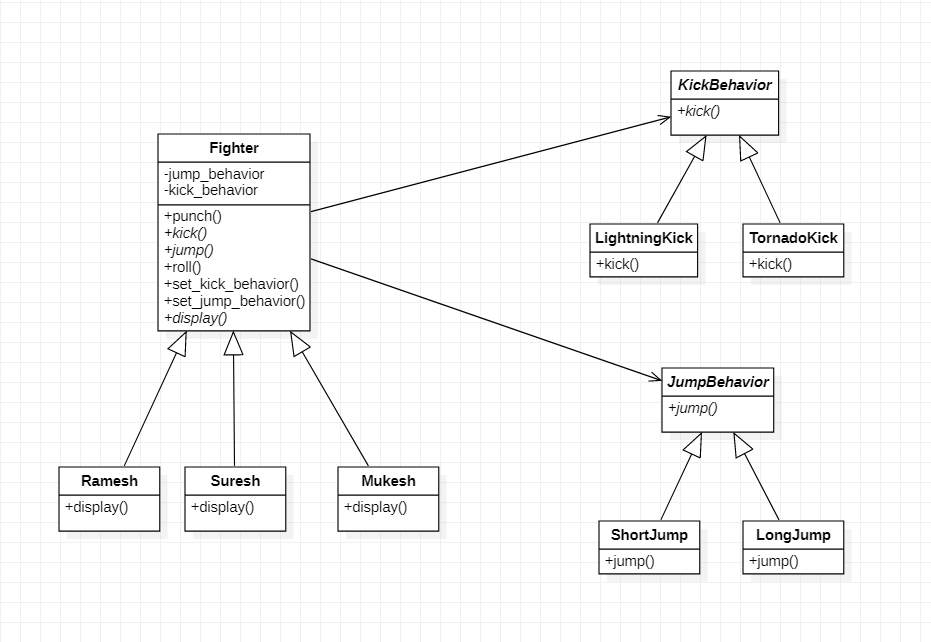 Fighter
-jump_behavior
-kick_behavior
+punch()
+kick()
+jump()
+roll()
+set_kick_behavior()
+set_jump_behavior()
+display()
Ramesh
+display()
Suresh
+display()
Mukesh
+display()
KickBehavior
+kick()
LightningKick
+kick()
TornadoKick
+kick()
JumpBehavior
+jump()
ShortJump
+jump()
LongJump
+jump()